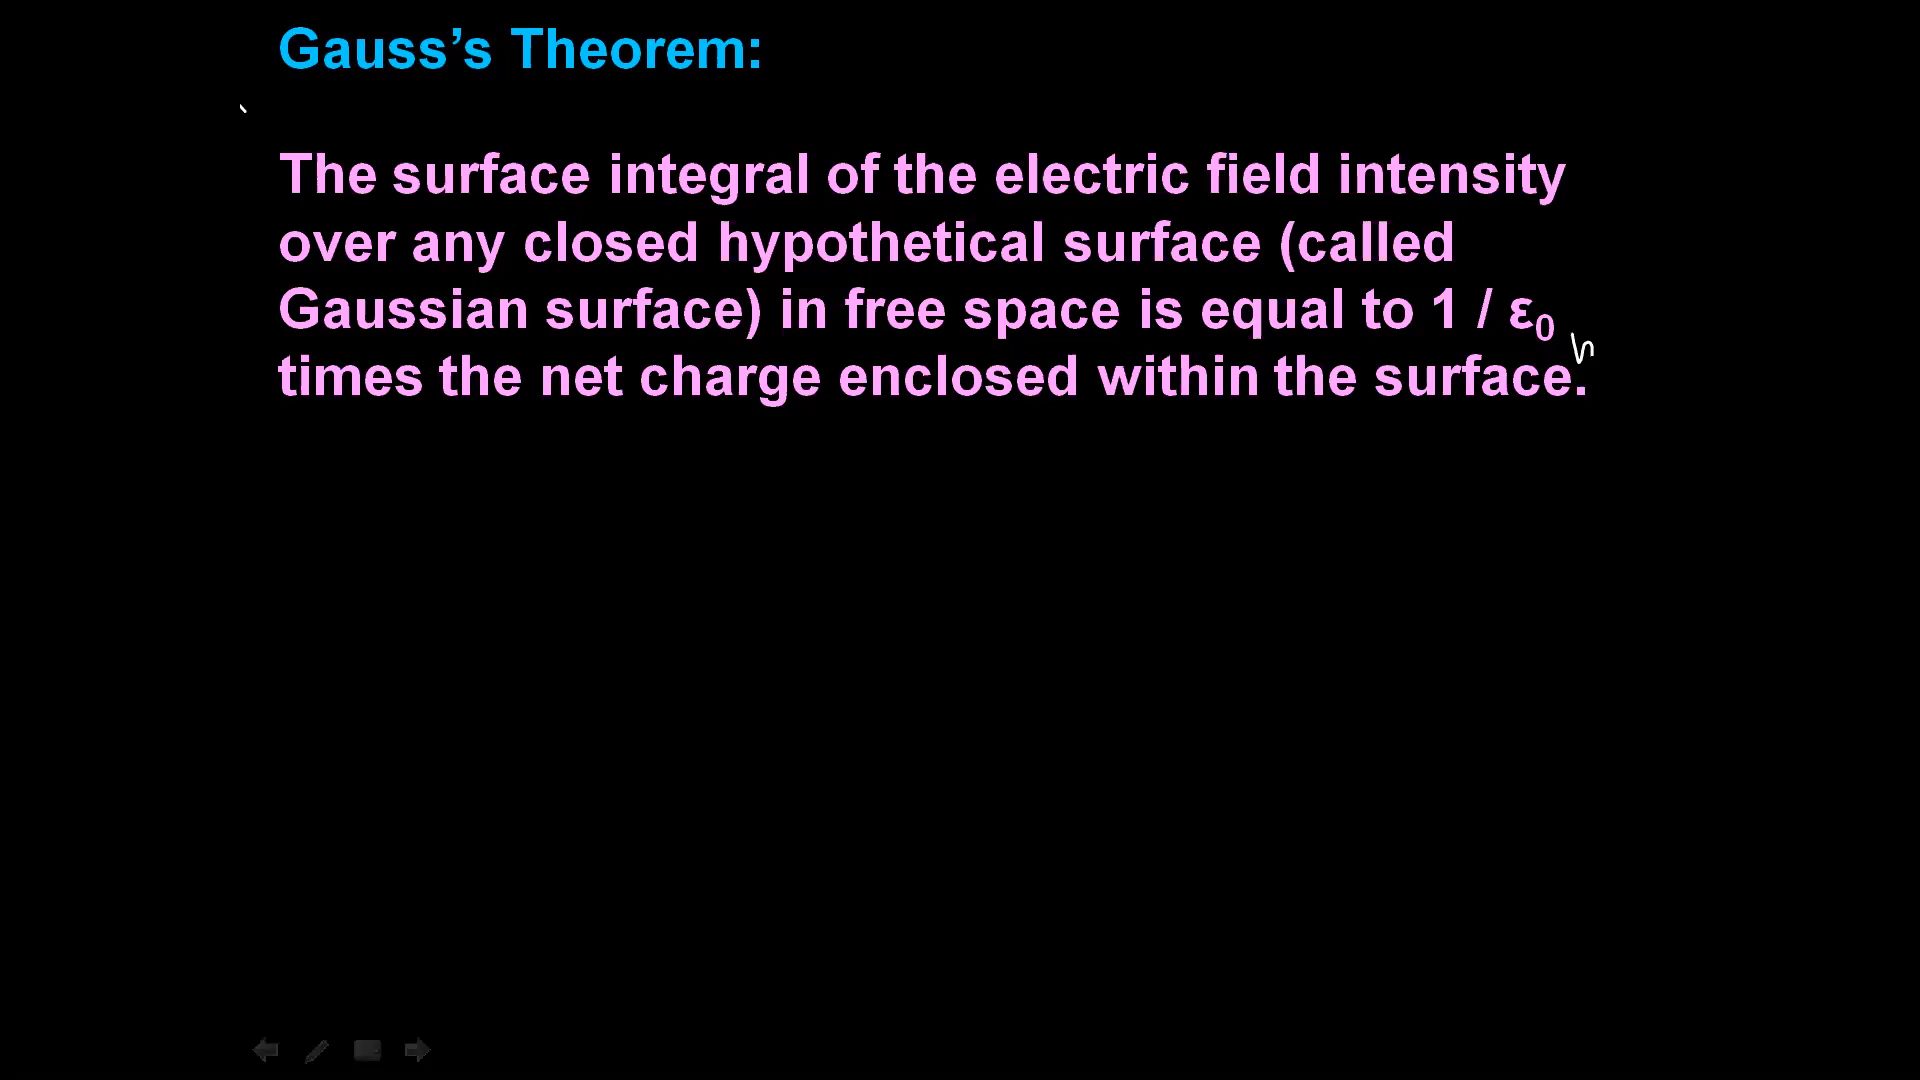 Gauss’s Theorem:
The surface integral of the electric field intensity
over any closed hypothetical surface (called
Gaussian surface) in free space is equal to 1 / ε₀
times the net charge enclosed within the surface.